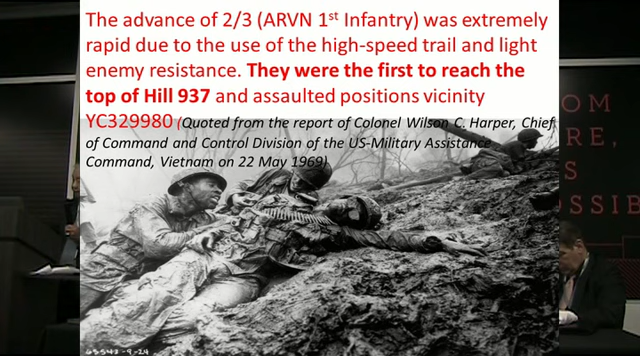 The advance of 2/3 (ARVN 1st Infantry) was extremely
rapid due to the use of the high-speed trail and light
enemy resistance. They were the first to reach the
top of Hill 937 and assaulted positions vicinity
YC329980 (Quoted from the report of Colonel Wilson C. Harper, Chief
of Command and Control Division of the US-Military Assistance
Command, Vietnam on 22 May 1969)